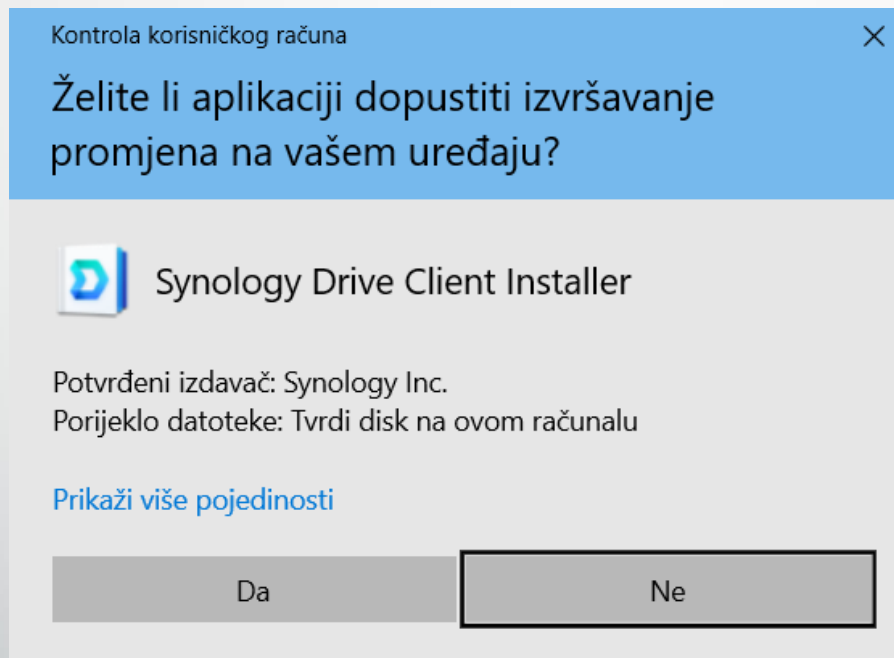 Kontrola korisničkog računa
Želite li aplikaciji dopustiti izvršavanje
promjena na vašem uređaju?
Synology Drive Client Installer
Potvrđeni izdavač: Synology Inc.
Porijeklo datoteke: Tvrdi disk na ovom računalu
Prikaži više pojedinosti
Da
Ne